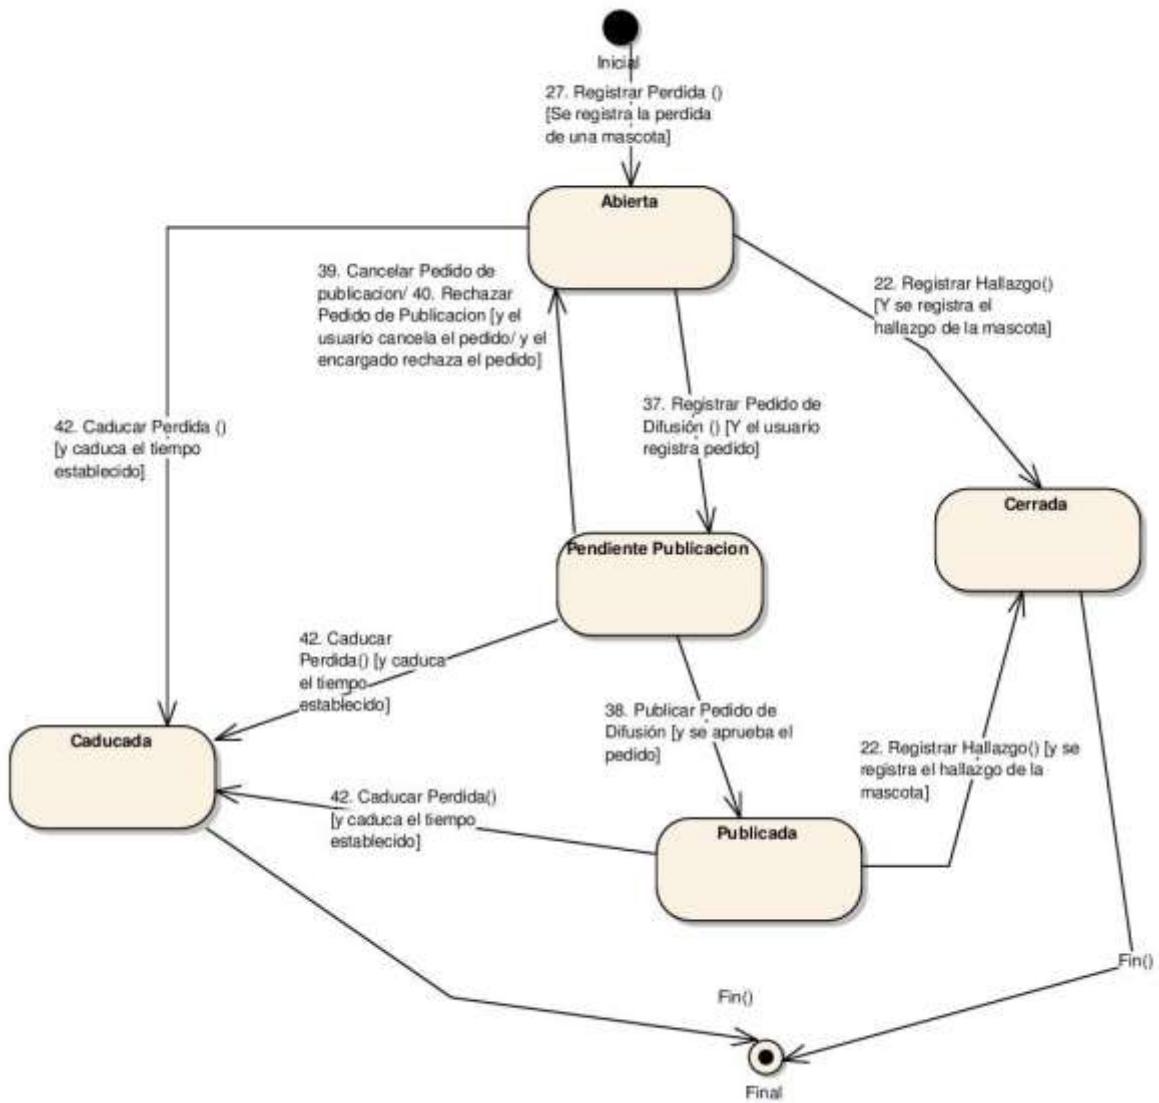 Inicial
27. Registrar Perdida ()
[Se registra la perdida
de una mascota]
Abierta
39. Cancelar Pedido de
publicacion/ 40. Rechazar
Pedido de Publicacion [y el
usuario cancela el pedido/ y el
encargado rechaza el pedido]
22. Registrar Hallazgo()
[Y se registra el
hallazgo de la mascota]
37. Registrar Pedido de
Difusión () [Y el usuario
registra pedido]
42. Caducar Perdida ()
[y caduca el tiempo
establecido]
Cerrada
Pendiente Publicacion
42. Caducar
Perdida() [y caduca
el tiempo
establecido]
38. Publicar Pedido de
Difusión [y se aprueba el
pedido]
Caducada
22. Registrar Hallazgo() [y se
registra el hallazgo de la
mascota]
42. Caducar Perdida()
[y caduca el tiempo
establecido]
Publicada
Fin()
Fin()
Final